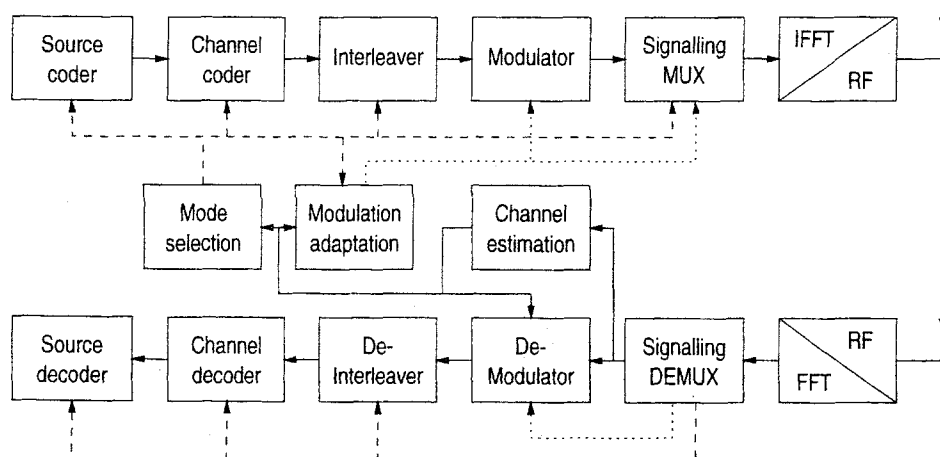 Source
coder
Channel
coder
Interleaver
Modulator
Signalling
MUX
IFFT
RF
Mode
selection
Modulation
adaptation
Channel
estimation
Source
decoder
Channel
decoder
De-
Interleaver
De-
Modulator
Signalling
DEMUX
RF
FFT